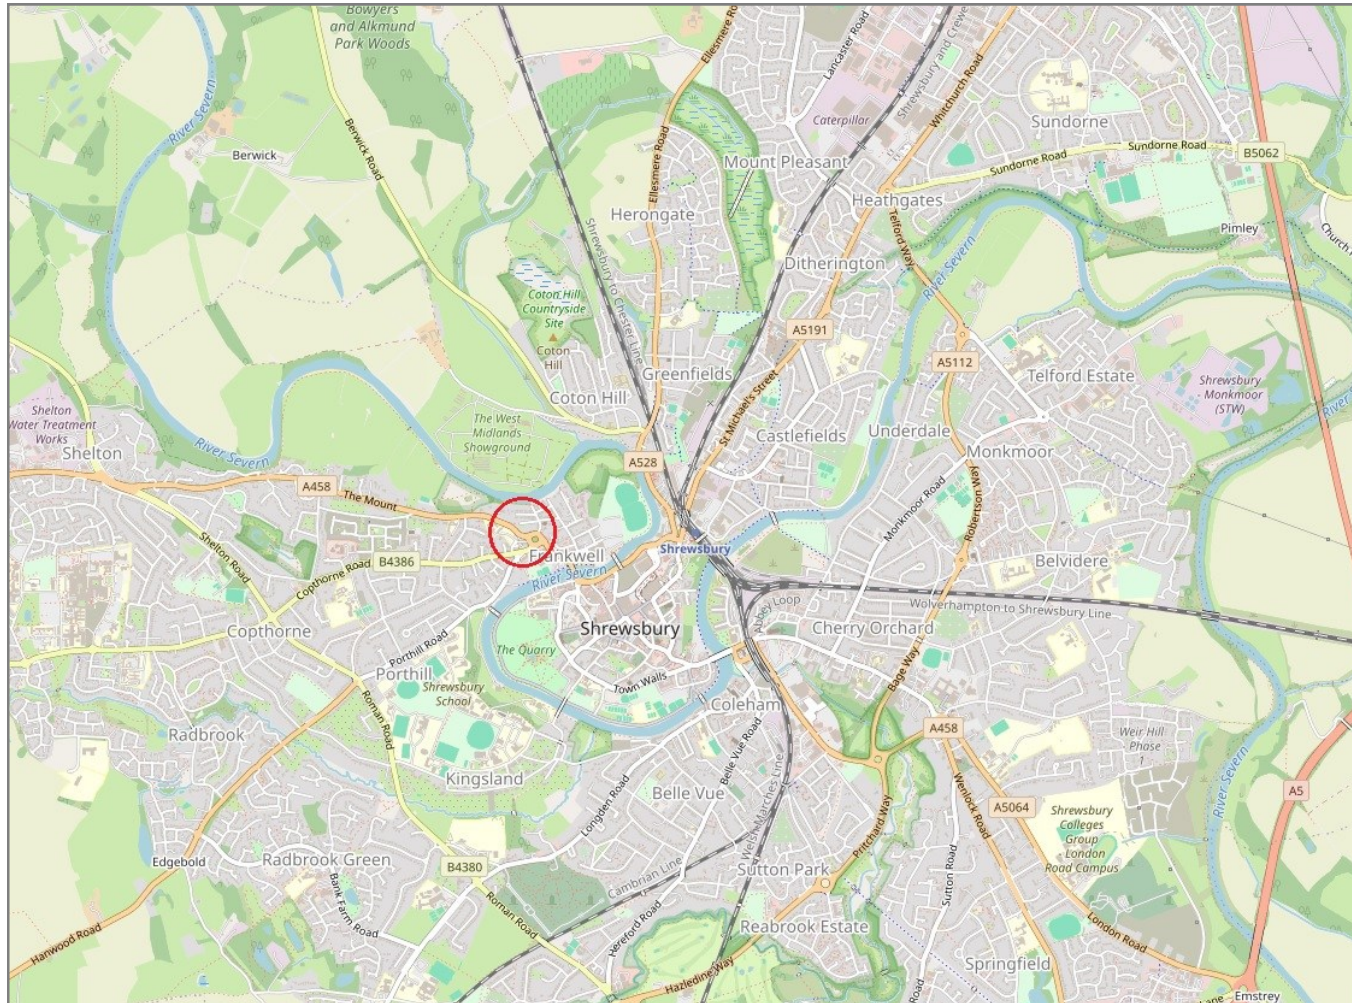 Bowyers
and Alkmund
Park Woods
River Severn
Berwick
Berwick Road
Ellesmere Road
Lancaster Road
Shrewsbury and Crewe
Whitchurch Road
Caterpillar
Sundorne
Sundorne Road
Sundorne Road
B5062
Mount Pleasant
Heathgates
Herongate
Ellesmere Road
Telford Way
Pimley
Church
Ditherington
River Severn
Shrewsbury to Chester Line
Coton Hill
Countryside
Site
Coton
Hill
A5191
A5112
Greenfields
Telford Estate
Shrewsbury
Monkmoor
(STW)
River
Coton Hill
St Michael's Street
The West
Midlands
Showground
Shelton
Water Treatment
Works
Shelton
River Severn
Castlefields
Underdale
Monkmoor
A528
A458
The Mount
Monkmoor Road
Robertson Way
Shelton Road
Shrewsbury
Frankwell
B4386
Copthorne Road
River Severn
Belvidere
Abbey Loop
Wolverhampton to Shrewsbury Line
Copthorne
Shrewsbury
Cherry Orchard
Porthill Road
The Quarry
Bage Way
Porthill
Shrewsbury
School
Town Walls
Coleham
Roman Road
Radbrook
A458
Weir Hill
Phase
1
River Severn
Kingsland
Belle Vue Road
Longden Road
Belle Vue
Welsh Marches Line
Wenlock Road
A5064
A5
Shrewsbury
Colleges
Group
London
Road Campus
Pritchard Way
Edgebold
Radbrook Green
B4380
Cambrian Line
Sutton Park
Sutton Road
Bank Farm Road
Roman Road
Hereford Road
Reabrook Estate
London Road
Hanwood Road
Springfield
Hazledine Way
Lane
Emstrey